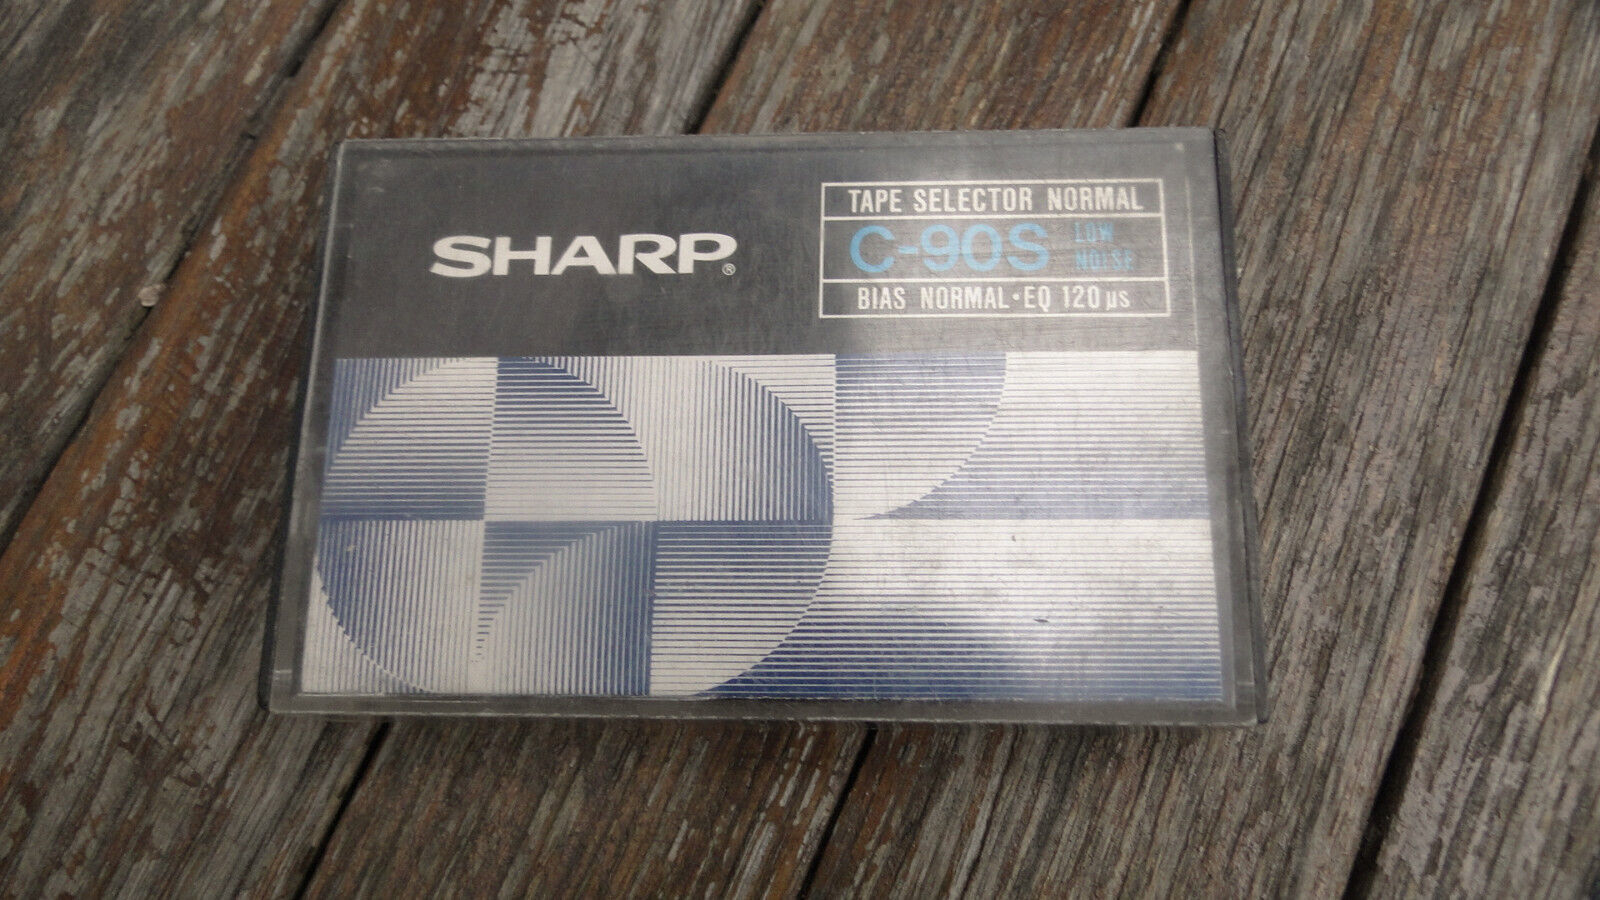 SHARP®
TAPE SELECTOR NORMAL
C-90S
LOW
NOISE
BIAS NORMAL·EQ 120 µs